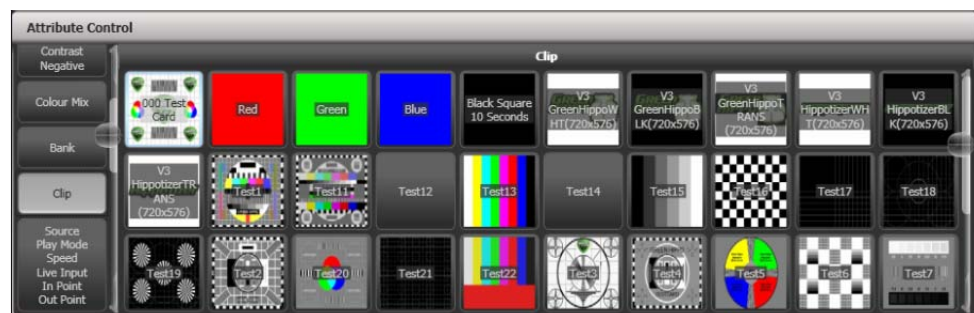 Attribute Control
Contrast
Negative
Colour Mix
Bank
Clip
Source
Play Mode
Speed
Live Input
In Point
Out Point
Clip
000 Test
Card
Red
Green
Blue
Black Square
10 Seconds
V3
GreenHippoW
HT(720x576)
V3
GreenHippoB
LK(720x576)
V3
GreenHippoT
RANS
(720x576)
V3
HippotizerWH
T(720x576)
V3
HippotizerBL
K(720x576)
V3
HippotizerTR
ANS
(720x576)
Test1
Test11
Test12
Test13
Test14
Test15
Test16
Test17
Test18
Test19
Test2
Test20
Test21
Test22
Test3
Test4
Test5
Test6
Test7